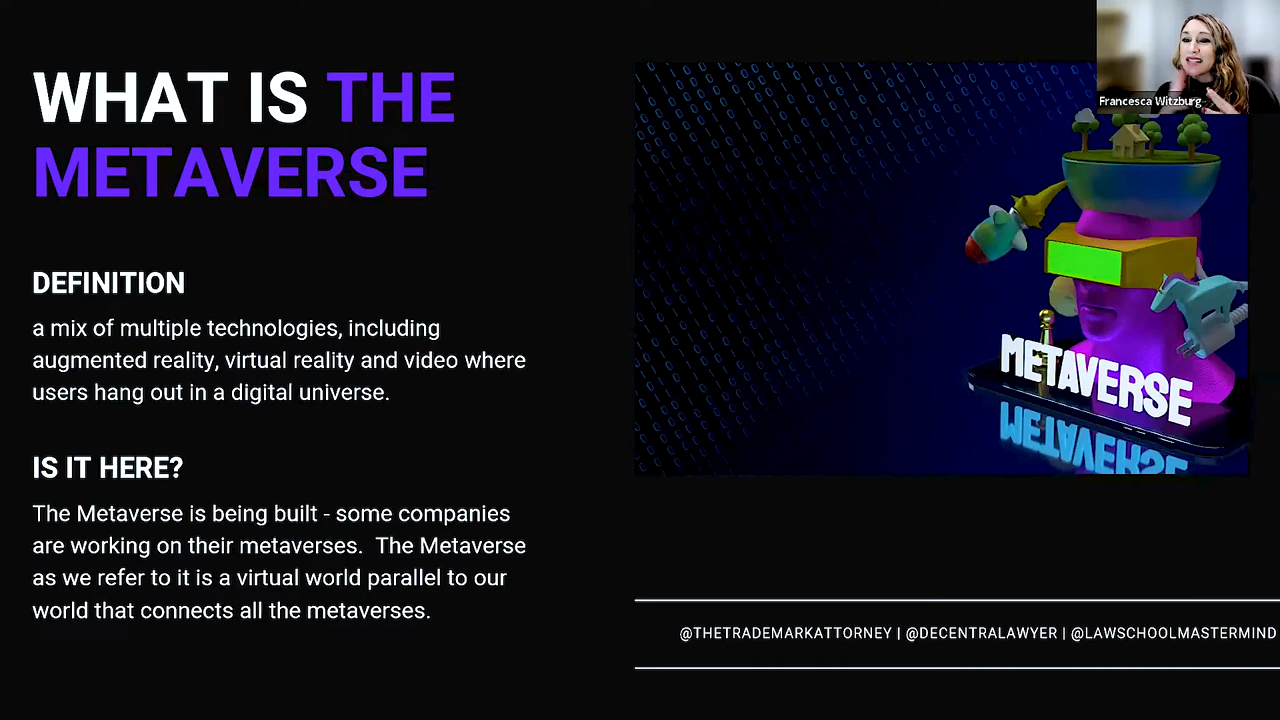 WHAT IS THE
METAVERSE
DEFINITION
a mix of multiple technologies, including
augmented reality, virtual reality and video where
users hang out in a digital universe.
IS IT HERE?
The Metaverse is being built - some companies
are working on their metaverses.  The Metaverse
as we refer to it is a virtual world parallel to our
world that connects all the metaverses.
Francesca Witzburg
METAVERSE
METAVERSE
@THETRADEMARKATTORNEY | @DECENTRALAWYER | @LAWSCHOOLMASTERMIND